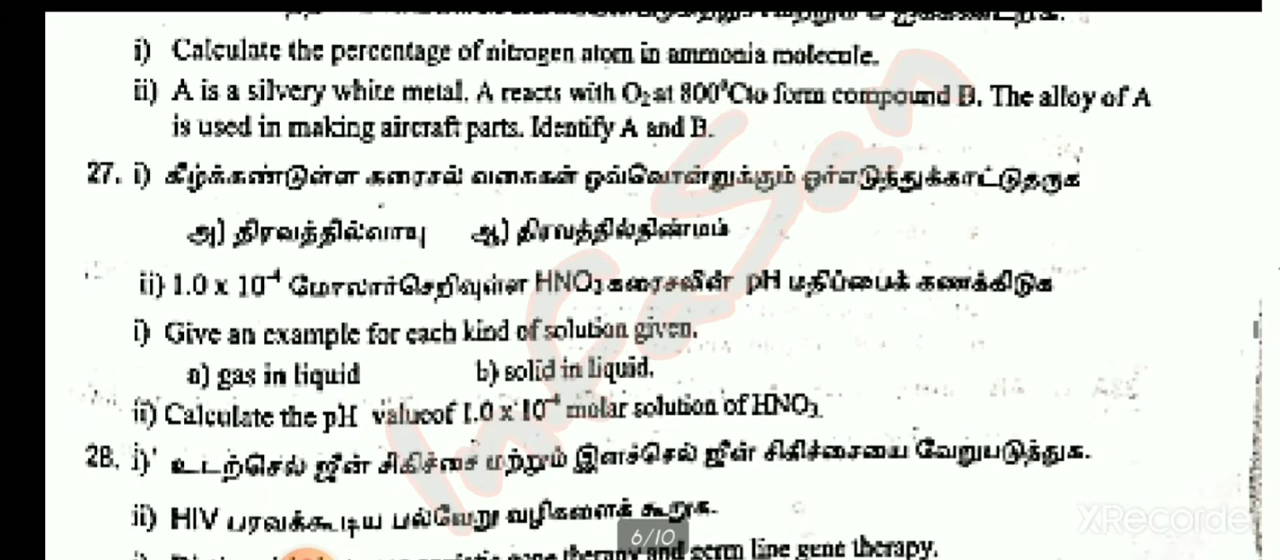 i) Calculate the percentage of nitrogen atom in ammonia molecule.
ii) A is a silvery white metal. A reacts with O₂ at 800⁰Cto form compound B. The alloy of A
is used in making aircraft parts. Identify A and B.
27. i) கீழ்க்கண்டுள்ள கரைசல் வகைகள் ஒவ்வொன்றுக்கும் ஓர்எடுத்துக்காட்டுதருக
அ) திரவத்தில்வாயு ஆ) திரவத்தில்திண்மம்
ii) 1.0 x 10⁻⁴ மோலார்செறிவுள்ள HNO₃ கரைசலின் pH மதிப்பைக் கணக்கிடுக
i) Give an example for each kind of solution given.
a) gas in liquid b) solid in liquid.
ii) Calculate the pH valueof 1.0 x 10⁻⁴ molar solution of HNO₃.
28. i) உடற்செல் ஜீன் சிகிச்சை மற்றும் இனச்செல் ஜீன் சிகிச்சையை வேறுபடுத்துக.
ii) HIV பரவக்கூடிய பல்வேறு வழிகளைக் கூறுக.
6/10
gene therapy and germ line gene therapy.
XRecorde